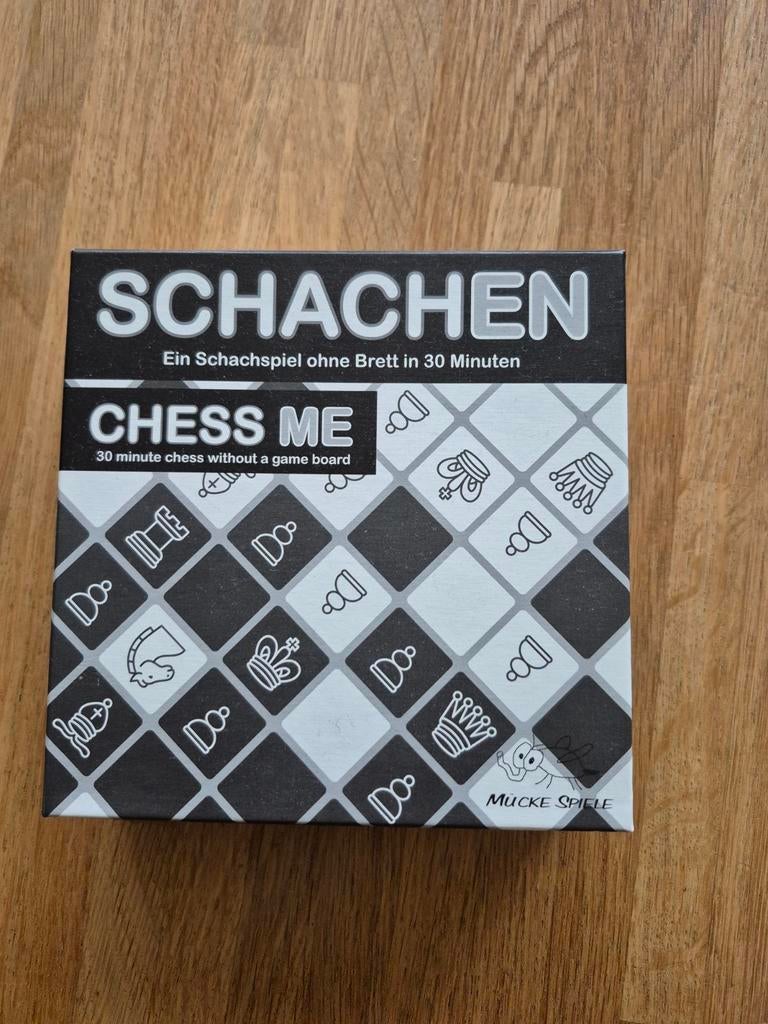 SCHACHEN
Ein Schachspiel ohne Brett in 30 Minuten
CHESS ME
30 minute chess without a game board
MÜCKE SPIELE